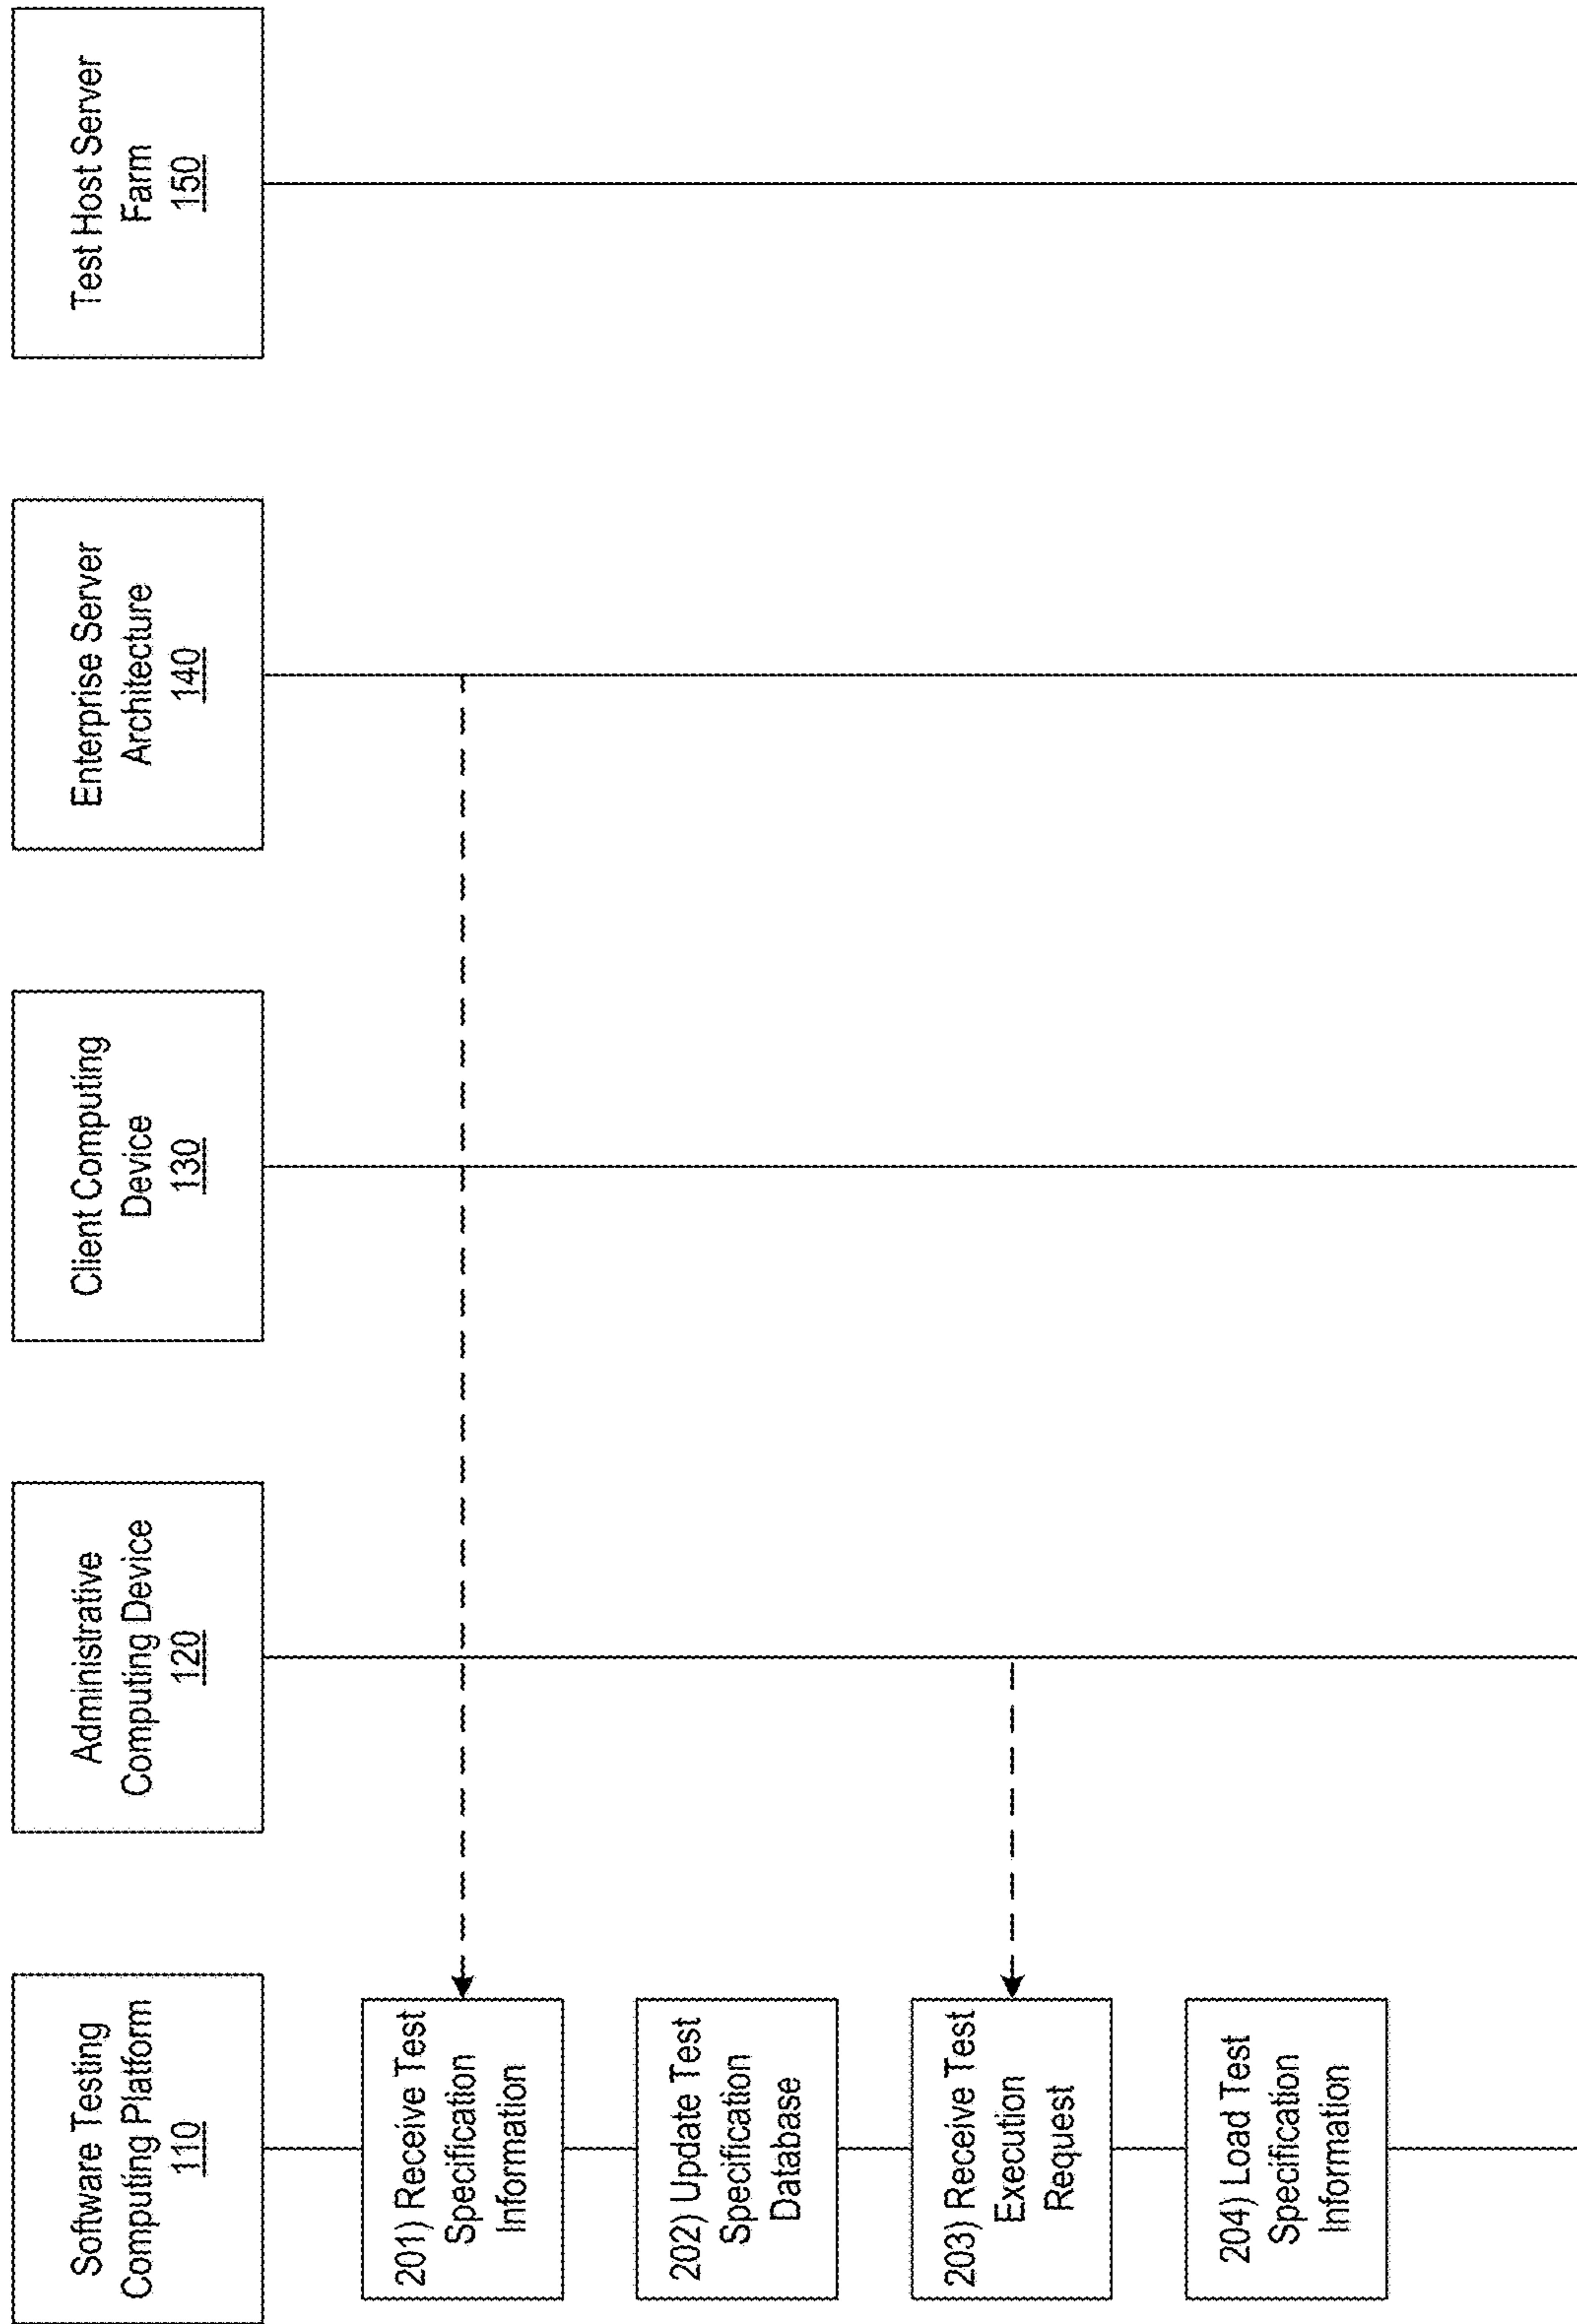 Software Testing
Computing Platform
110
Administrative
Computing Device
120
Client Computing
Device
130
Enterprise Server
Architecture
140
Test Host Server
Farm
150
201) Receive Test
Specification
Information
202) Update Test
Specification
Database
203) Receive Test
Execution
Request
204) Load Test
Specification
Information